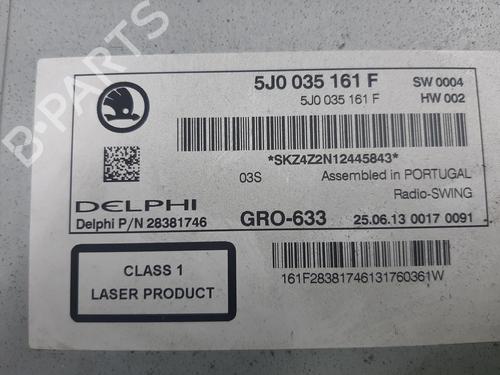 5J0 035 161 F SW 0004
5J0 035 161 F HW 002
*SKZ4Z2N12445843*
03S Assembled in PORTUGAL
Radio-SWING
DELPHI
Delphi P/N 28381746 GRO-633 25.06.13 0017 0091
CLASS 1
LASER PRODUCT
161F28381746131760361W
B-PARTS